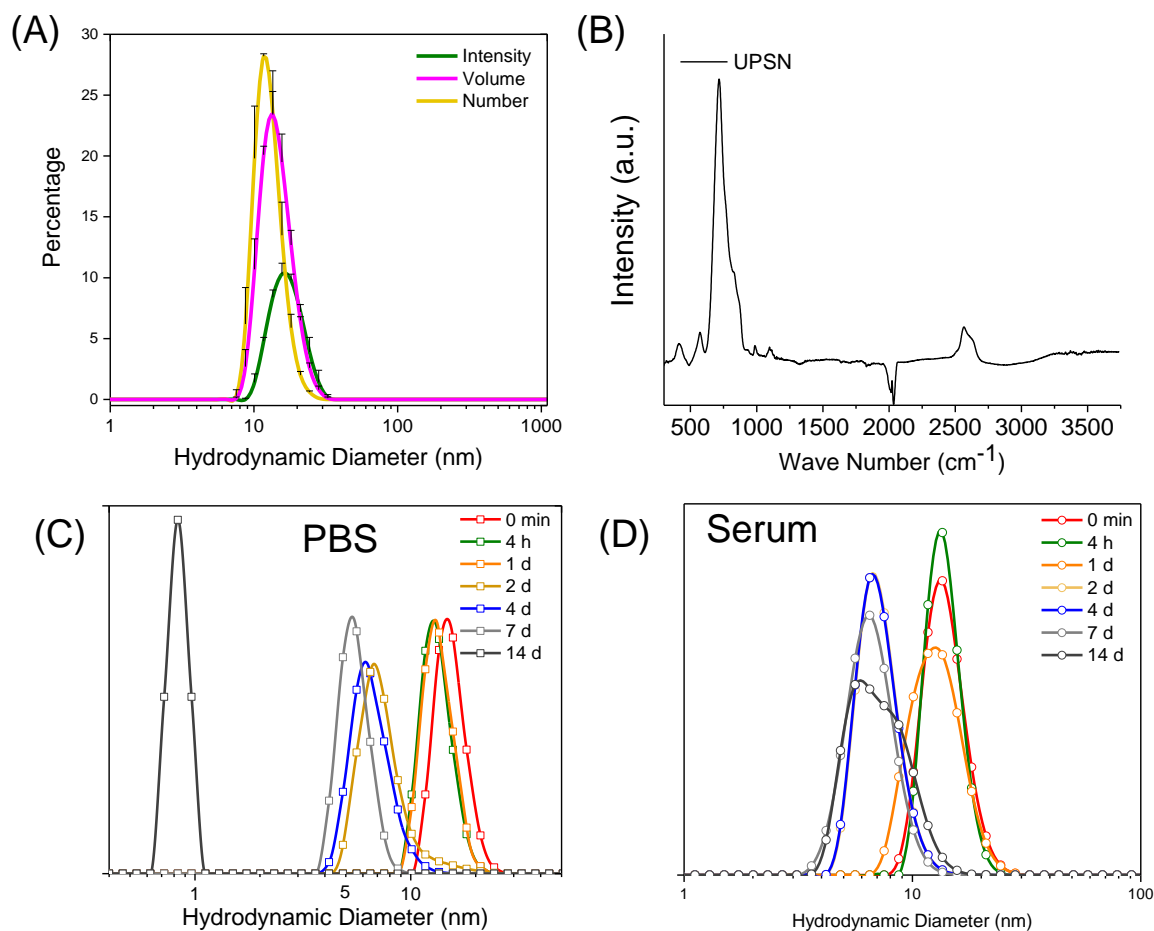 (A)
30
25
20
15
10
5
0
Percentage
Intensity
Volume
Number
1 10 100 1000
Hydrodynamic Diameter (nm)
(B)
Intensity (a.u.)
UPSN
500 1000 1500 2000 2500 3000 3500
Wave Number (cm⁻¹)
(C)
PBS
0 min
4 h
1 d
2 d
4 d
7 d
14 d
1 5 10
Hydrodynamic Diameter (nm)
(D)
Serum
0 min
4 h
1 d
2 d
4 d
7 d
14 d
1 10 100
Hydrodynamic Diameter (nm)